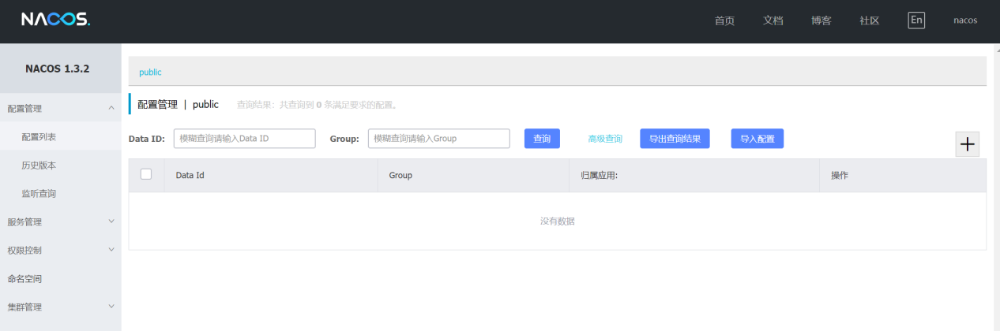 NACOS.
首页 文档 博客 社区 En nacos
NACOS 1.3.2
配置管理
配置列表
历史版本
监听查询
服务管理
权限控制
命名空间
集群管理
public
配置管理 | public 查询结果：共查询到 0 条满足要求的配置。
Data ID: 模糊查询请输入Data ID Group: 模糊查询请输入Group 查询 高级查询 导出查询结果 导入配置
Data Id Group 归属应用: 操作
没有数据